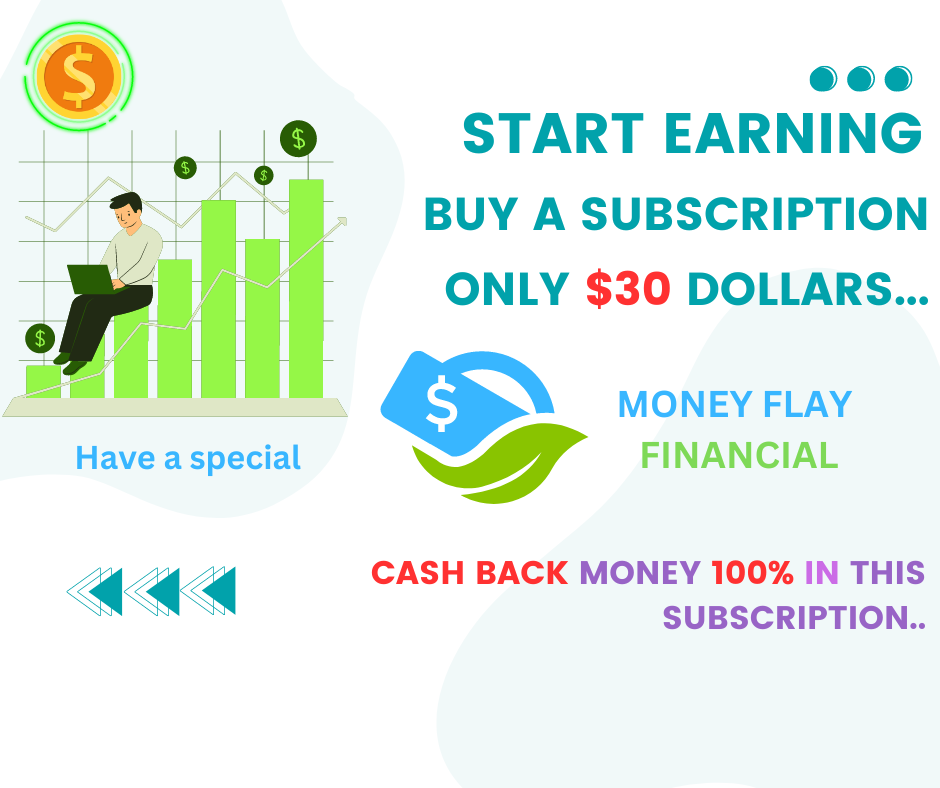 START EARNING
BUY A SUBSCRIPTION
ONLY $30 DOLLARS...
$
$
$
$
$
$
MONEY FLAY
FINANCIAL
Have a special
CASH BACK MONEY 100% IN THIS
SUBSCRIPTION..